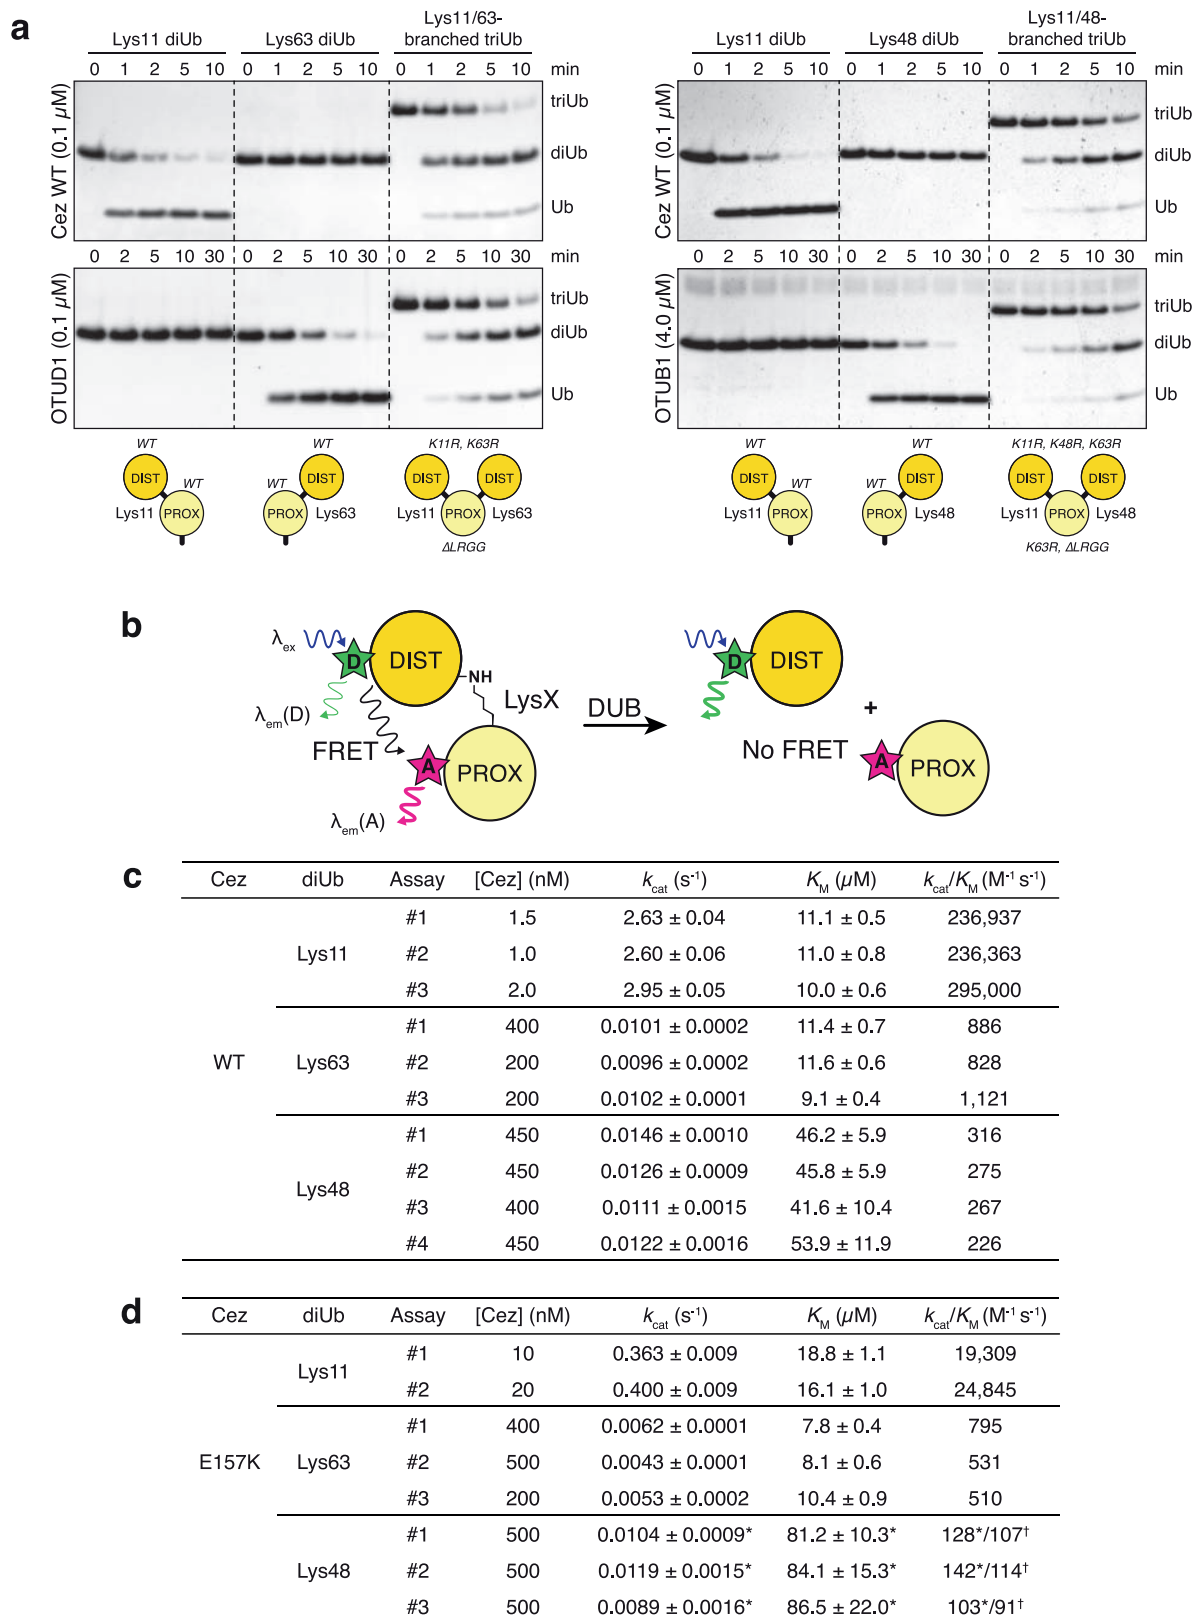 a
Lys11 diUb
Lys63 diUb
Lys11/63-
branched triUb
0 1 2 5 10 0 1 2 5 10 0 1 2 5 10 min
Cez WT (0.1 µM)
triUb
diUb
Ub
0 2 5 10 30 0 2 5 10 30 0 2 5 10 30 min
OTUD1 (0.1 µM)
triUb
diUb
Ub
WT WT K11R, K63R
DIST WT WT DIST DIST DIST
Lys11 PROX PROX Lys63 Lys11 PROX Lys63
ΔLRGG
Lys11 diUb
Lys48 diUb
Lys11/48-
branched triUb
0 1 2 5 10 0 1 2 5 10 0 1 2 5 10 min
Cez WT (0.1 µM)
triUb
diUb
Ub
0 2 5 10 30 0 2 5 10 30 0 2 5 10 30 min
OTUB1 (4.0 µM)
triUb
diUb
Ub
WT WT K11R, K48R, K63R
DIST WT WT DIST DIST DIST
Lys11 PROX PROX Lys48 Lys11 PROX Lys48
K63R, ΔLRGG
b
λex
D
DIST
NH
LysX
λem(D)
FRET
A
PROX
λem(A)
DUB
D
DIST
+
No FRET
A
PROX
c
Cez diUb Assay [Cez] (nM) kcat (s⁻¹) KM (µM) kcat/KM (M⁻¹ s⁻¹)
#1 1.5 2.63 ± 0.04 11.1 ± 0.5 236,937
Lys11 #2 1.0 2.60 ± 0.06 11.0 ± 0.8 236,363
#3 2.0 2.95 ± 0.05 10.0 ± 0.6 295,000
#1 400 0.0101 ± 0.0002 11.4 ± 0.7 886
WT Lys63 #2 200 0.0096 ± 0.0002 11.6 ± 0.6 828
#3 200 0.0102 ± 0.0001 9.1 ± 0.4 1,121
#1 450 0.0146 ± 0.0010 46.2 ± 5.9 316
#2 450 0.0126 ± 0.0009 45.8 ± 5.9 275
Lys48
#3 400 0.0111 ± 0.0015 41.6 ± 10.4 267
#4 450 0.0122 ± 0.0016 53.9 ± 11.9 226
d
Cez diUb Assay [Cez] (nM) kcat (s⁻¹) KM (µM) kcat/KM (M⁻¹ s⁻¹)
#1 10 0.363 ± 0.009 18.8 ± 1.1 19,309
Lys11
#2 20 0.400 ± 0.009 16.1 ± 1.0 24,845
#1 400 0.0062 ± 0.0001 7.8 ± 0.4 795
E157K Lys63 #2 500 0.0043 ± 0.0001 8.1 ± 0.6 531
#3 200 0.0053 ± 0.0002 10.4 ± 0.9 510
#1 500 0.0104 ± 0.0009* 81.2 ± 10.3* 128*/107†
Lys48 #2 500 0.0119 ± 0.0015* 84.1 ± 15.3* 142*/114†
#3 500 0.0089 ± 0.0016* 86.5 ± 22.0* 103*/91†